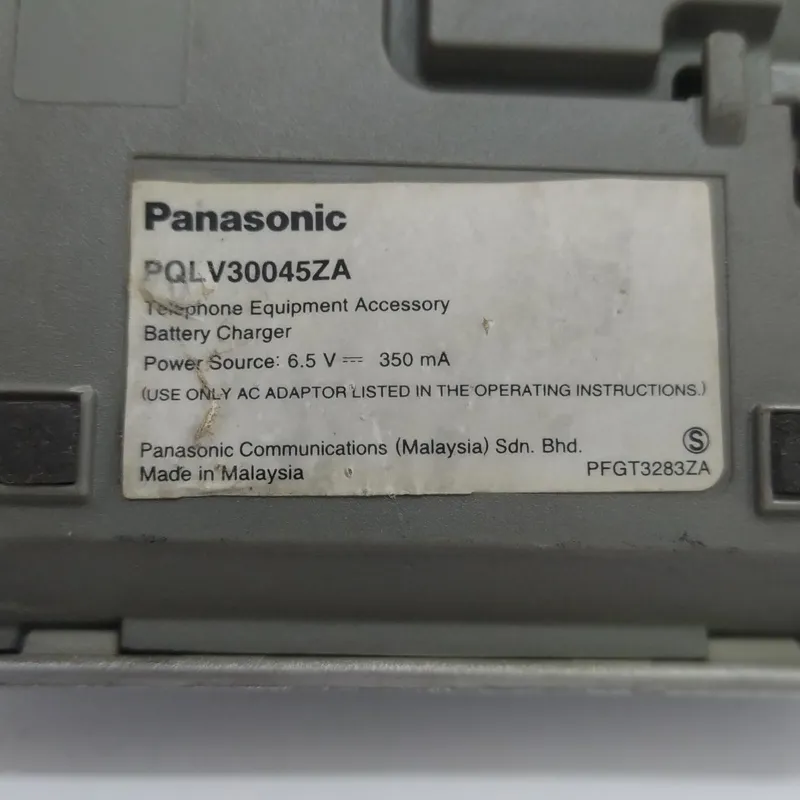 Panasonic
PQLV30045ZA
Telephone Equipment Accessory
Battery Charger
Power Source: 6.5 V ⎓ 350 mA
(USE ONLY AC ADAPTOR LISTED IN THE OPERATING INSTRUCTIONS.)
Panasonic Communications (Malaysia) Sdn. Bhd. Ⓢ
Made in Malaysia PFGT3283ZA